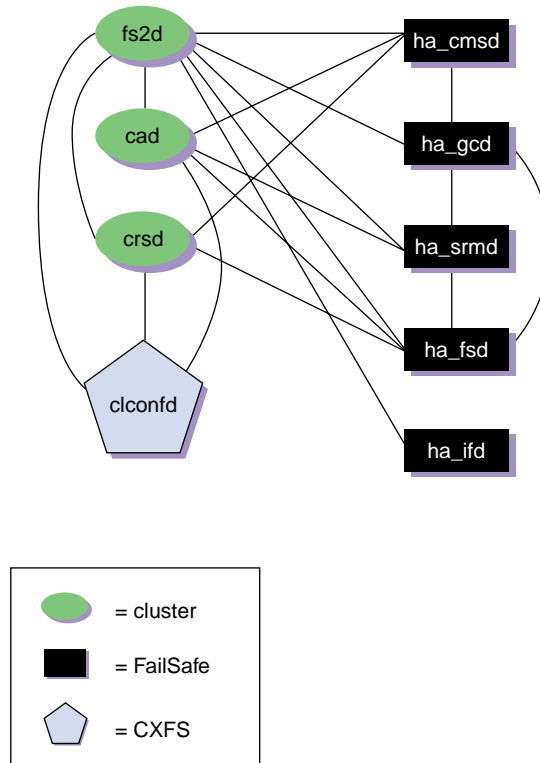 fs2d
ha_cmsd
cad
ha_gcd
crsd
ha_srmd
ha_fsd
clconfd
ha_ifd
= cluster
= FailSafe
= CXFS